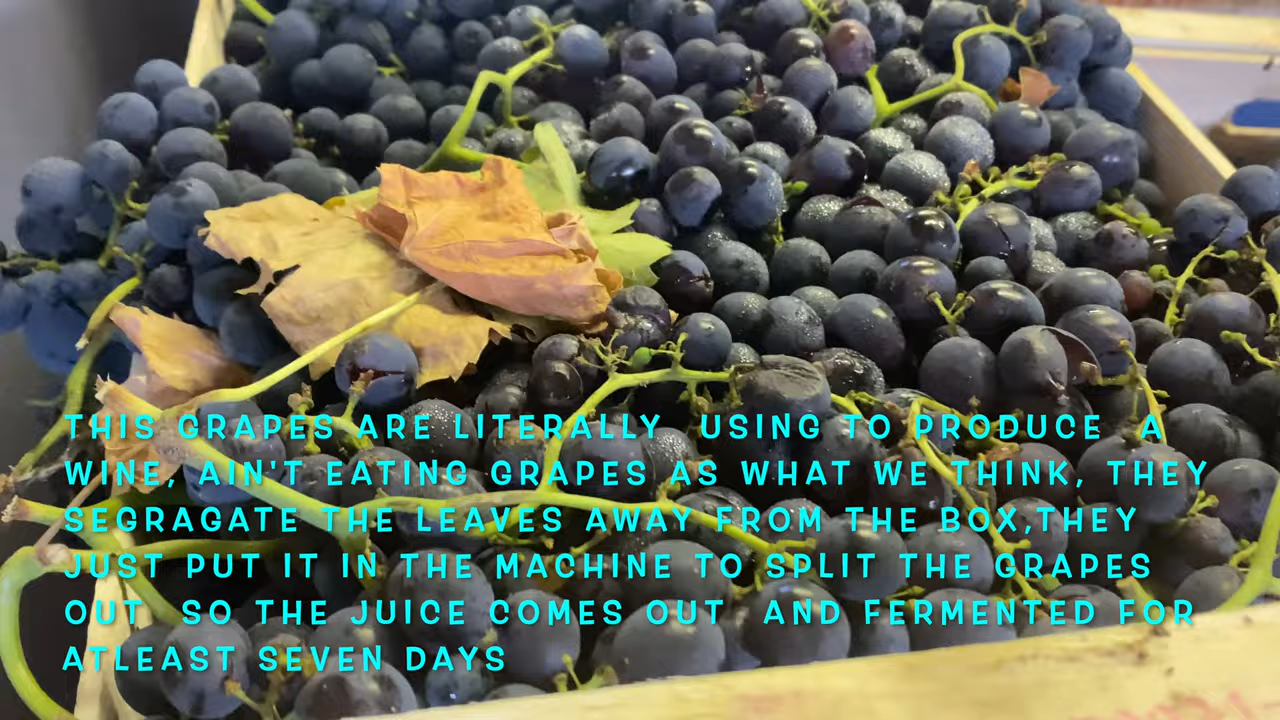 THIS GRAPES ARE LITERALLY  USING TO PRODUCE  A
WINE, AIN'T EATING GRAPES AS WHAT WE THINK, THEY
SEGRAGATE THE LEAVES AWAY FROM THE BOX,THEY
JUST PUT IT IN THE MACHINE TO SPLIT THE GRAPES
OUT  SO THE JUICE COMES OUT  AND FERMENTED FOR
ATLEAST SEVEN DAYS